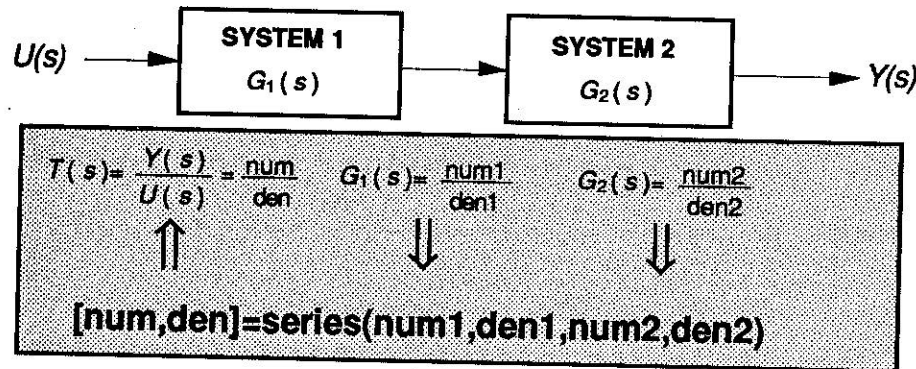 U(s)
SYSTEM 1
G₁(s)
SYSTEM 2
G₂(s)
Y(s)
T(s)= Y(s) / U(s) = num / den
G₁(s)= num1 / den1
G₂(s)= num2 / den2
[num,den]=series(num1,den1,num2,den2)